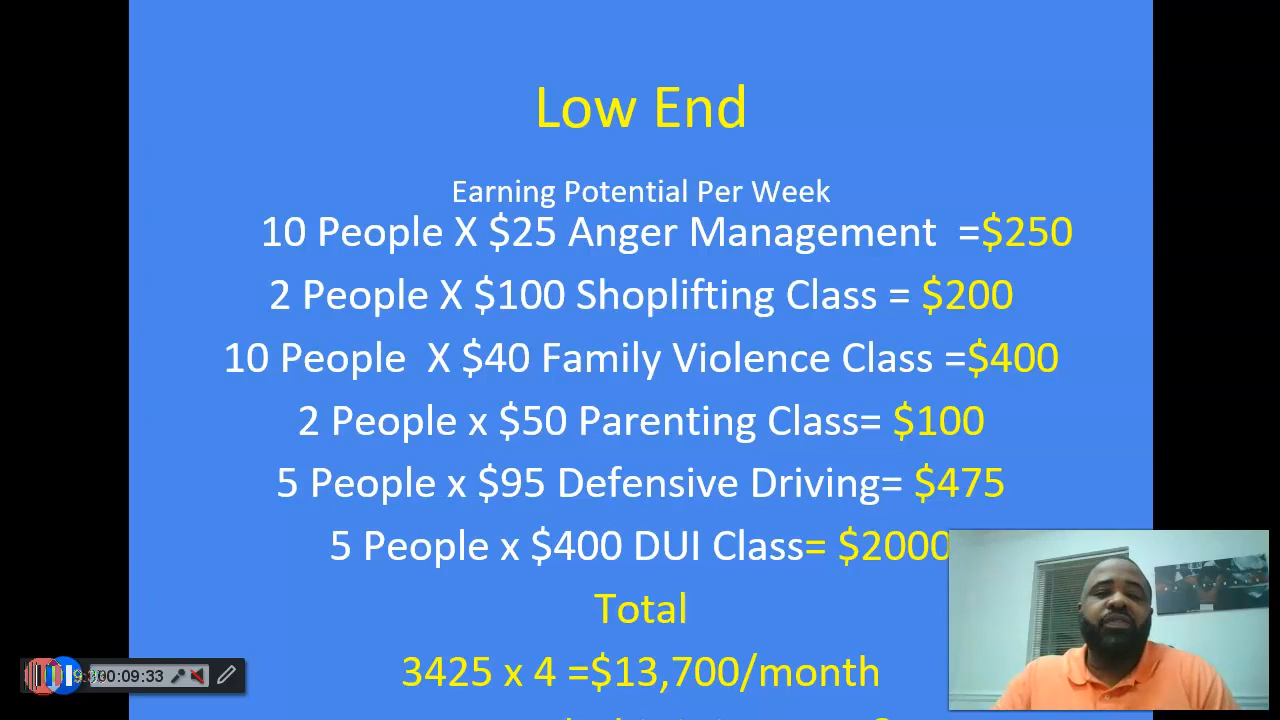 Low End
Earning Potential Per Week
10 People X $25 Anger Management =$250
2 People X $100 Shoplifting Class = $200
10 People X $40 Family Violence Class =$400
2 People x $50 Parenting Class= $100
5 People x $95 Defensive Driving= $475
5 People x $400 DUI Class= $2000
Total
3425 x 4 =$13,700/month
00:09:33